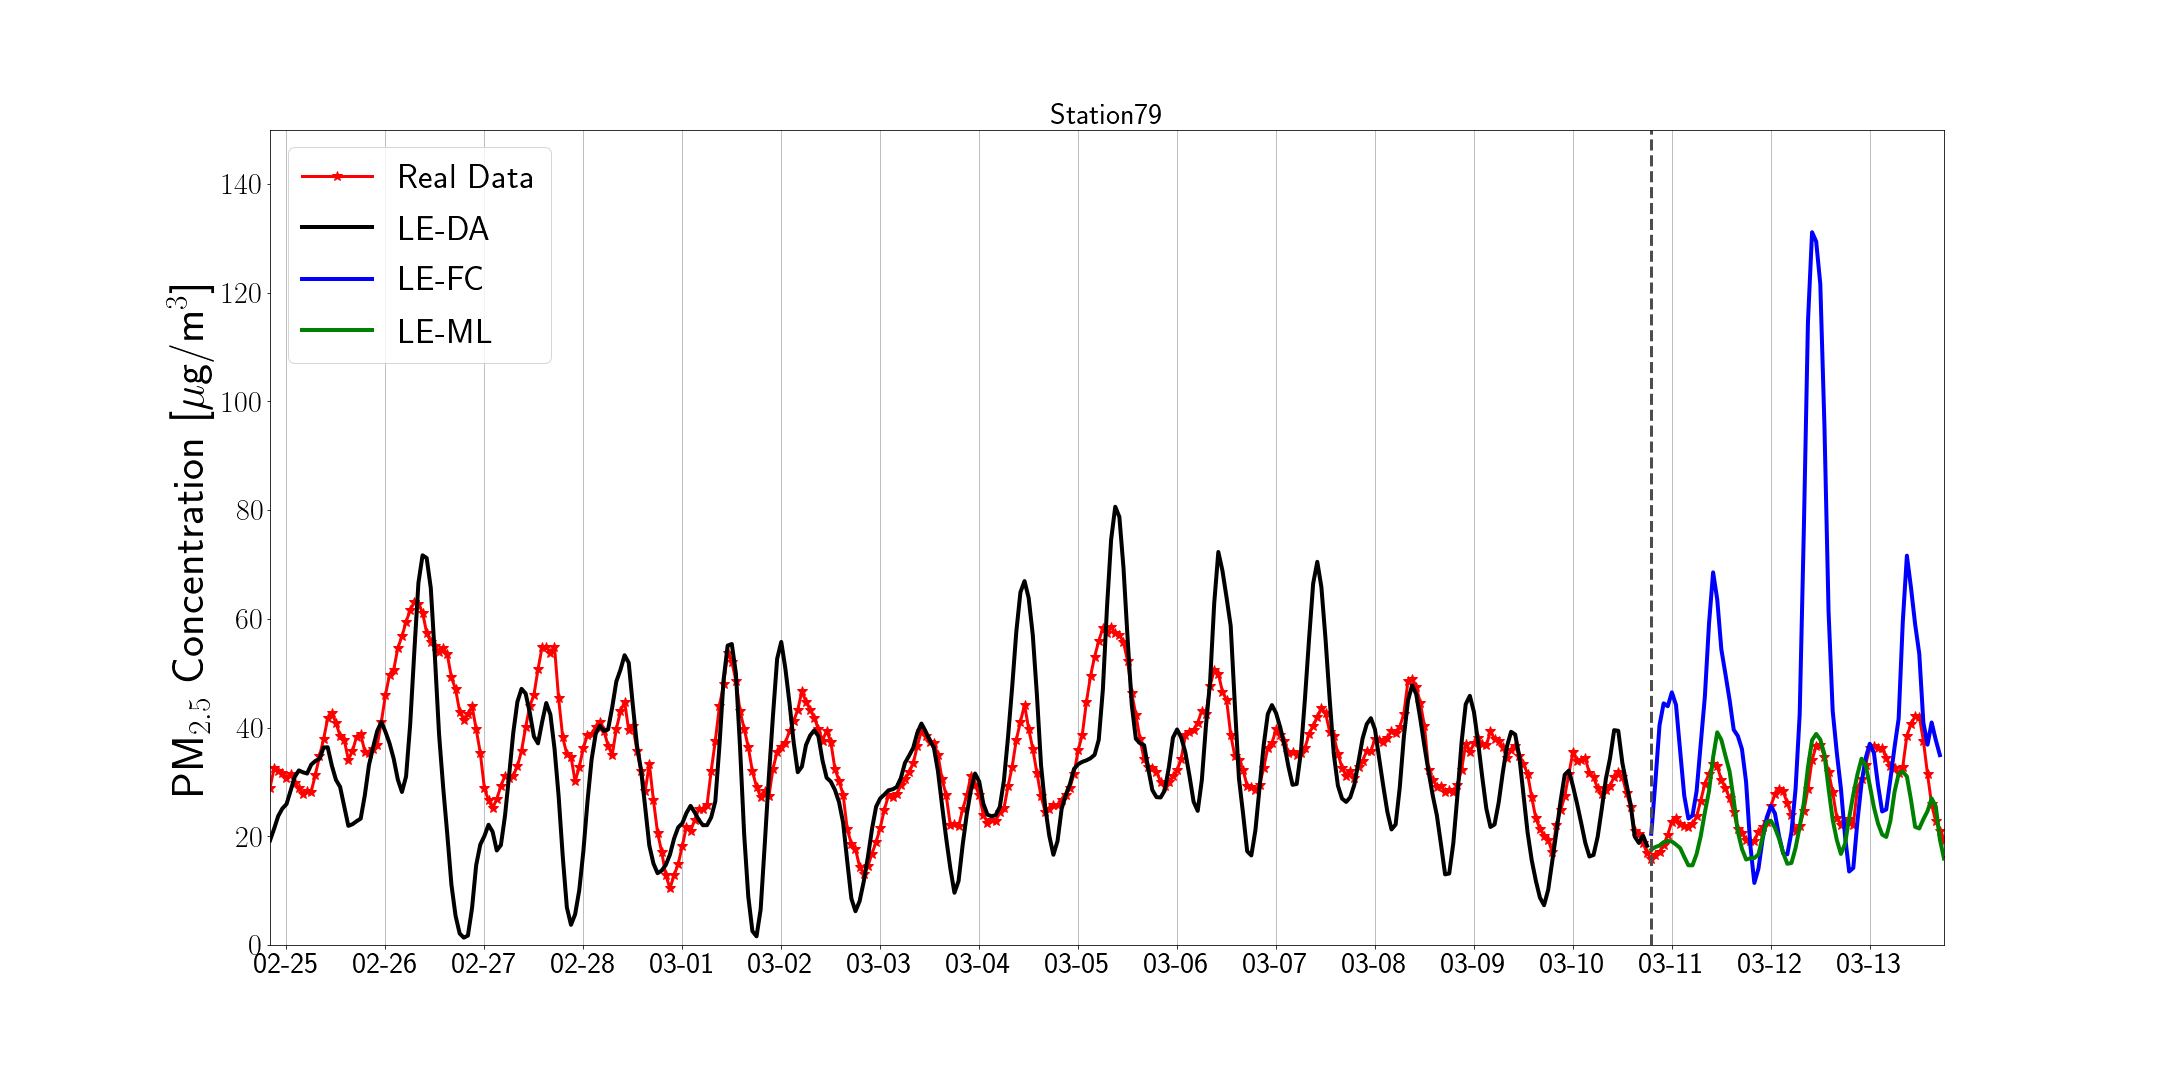 Station79
Real Data
LE-DA
LE-FC
LE-ML
PM2.5 Concentration [μg/m³]
140
120
100
80
60
40
20
0
02-25 02-26 02-27 02-28 03-01 03-02 03-03 03-04 03-05 03-06 03-07 03-08 03-09 03-10 03-11 03-12 03-13